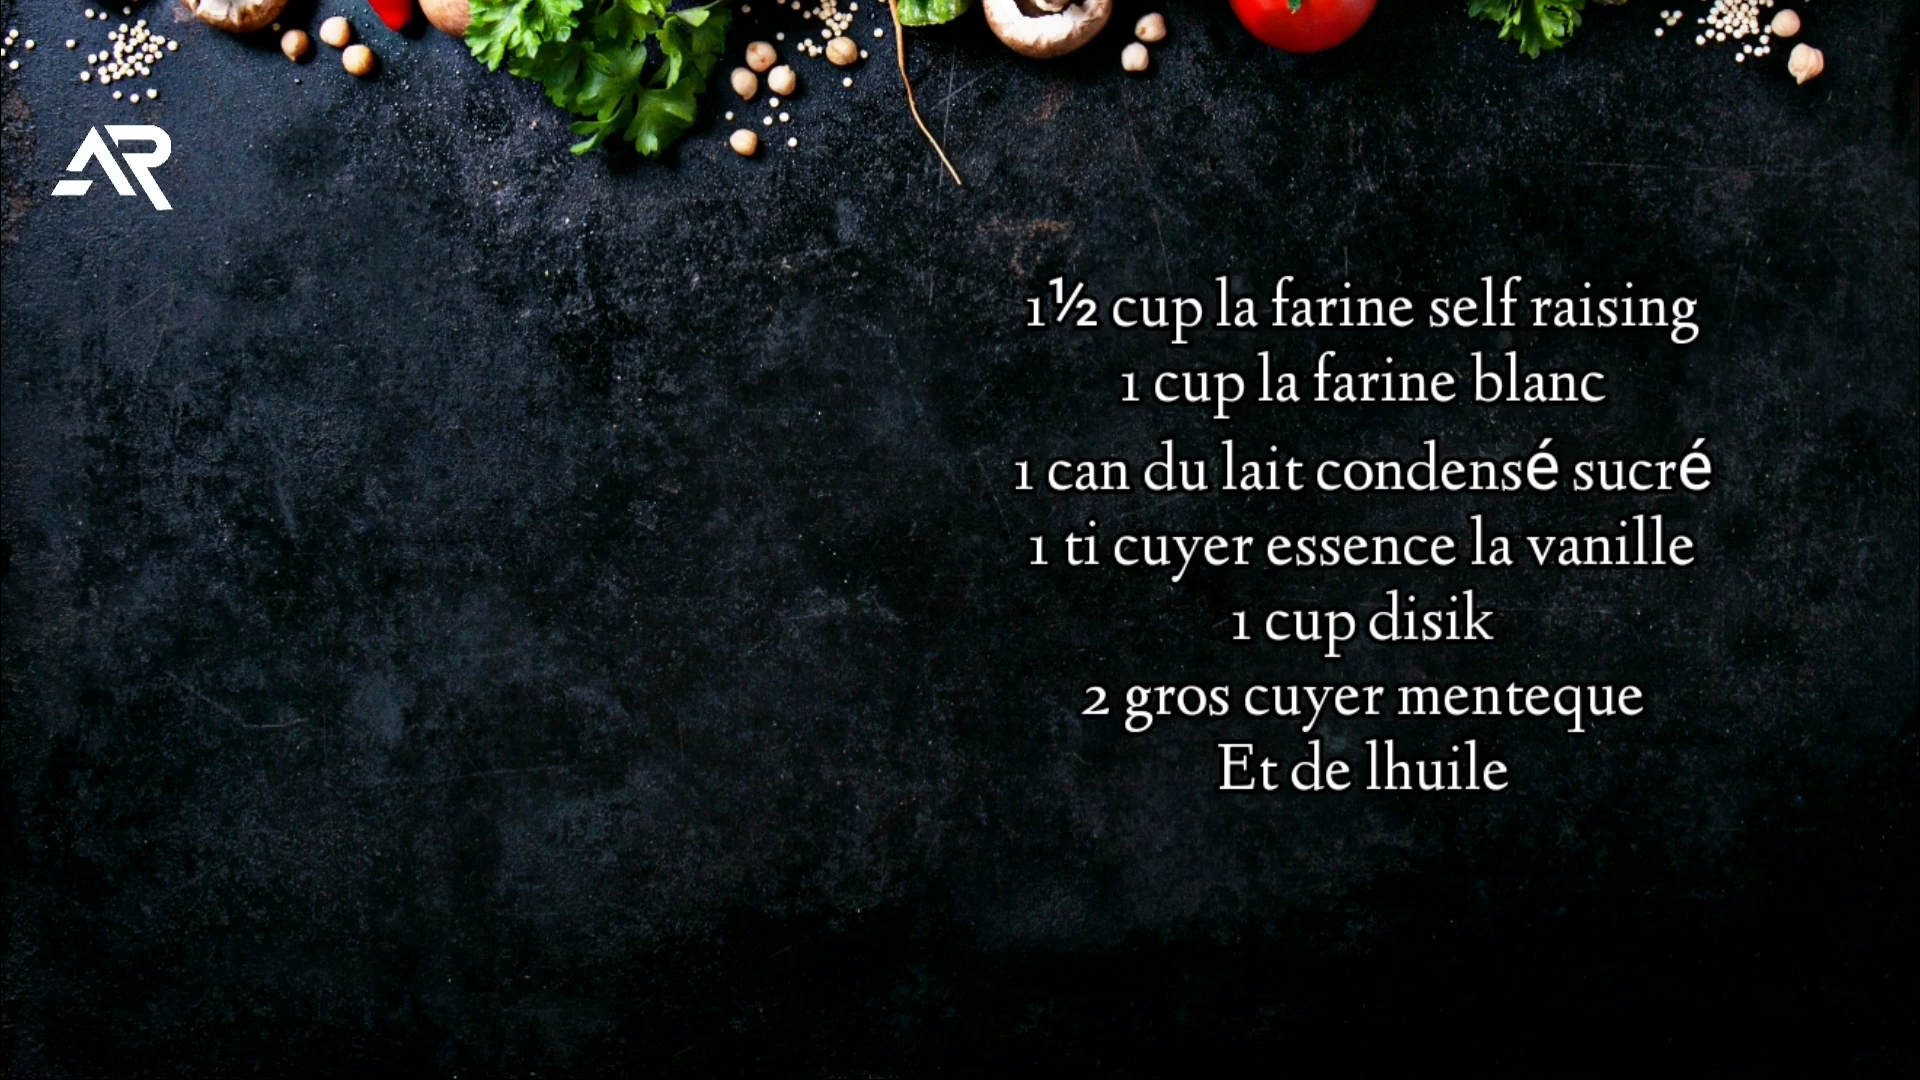 AR
1½ cup la farine self raising
1 cup la farine blanc
1 can du lait condensé sucré
1 ti cuyer essence la vanille
1 cup disik
2 gros cuyer menteque
Et de lhuile